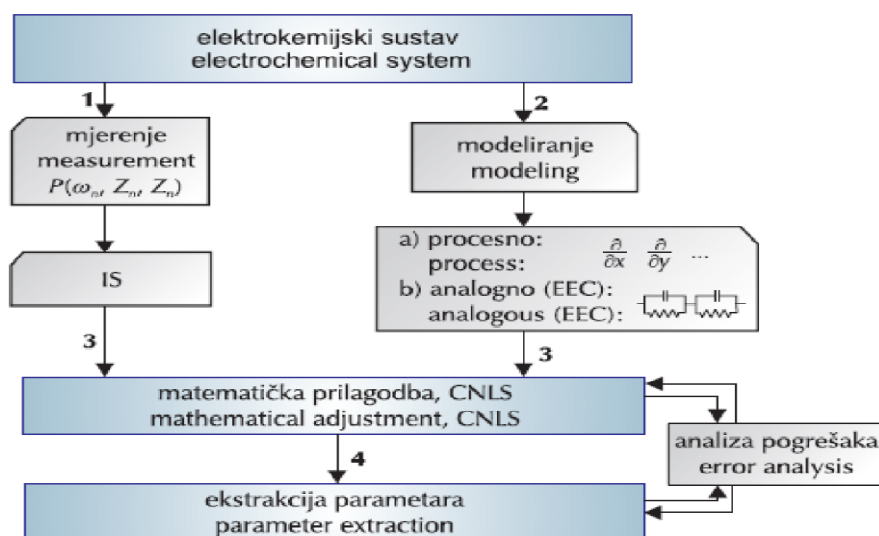 elektrokemijski sustav
electrochemical system
1
2
mjerenje
measurement
P(ωn, Zn, Zn)
modeliranje
modeling
IS
a) procesno:
process:
∂/∂x ∂/∂y ...
b) analogno (EEC):
analogous (EEC):
3
3
matematička prilagodba, CNLS
mathematical adjustment, CNLS
analiza pogrešaka
error analysis
4
ekstrakcija parametara
parameter extraction